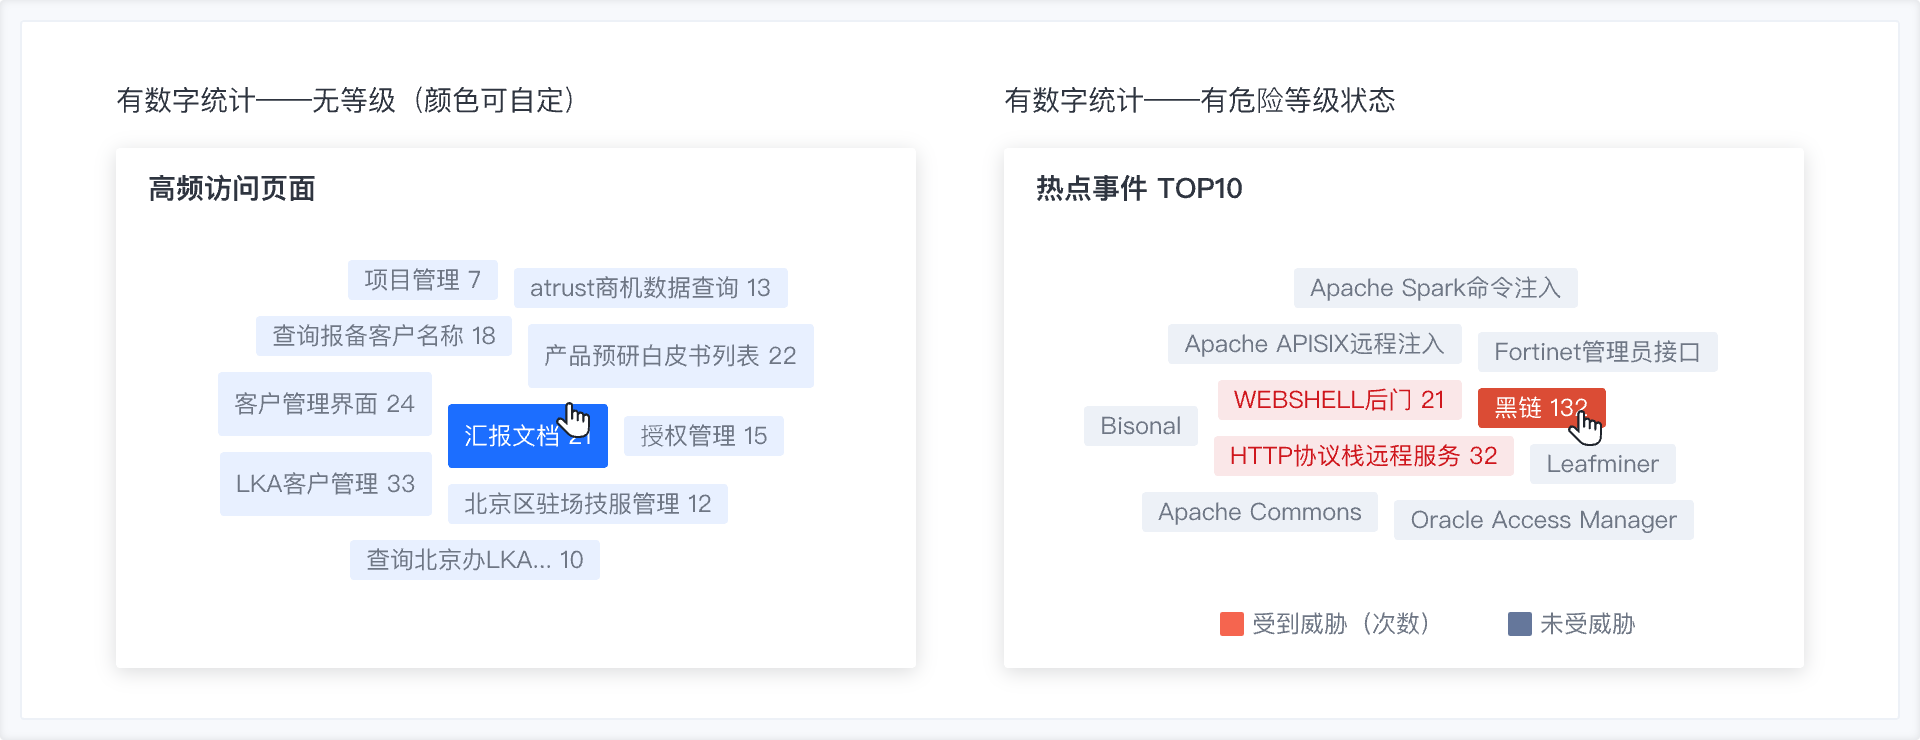 有数字统计——无等级（颜色可自定）
高频访问页面
项目管理 7
atrust商机数据查询 13
查询报备客户名称 18
产品预研白皮书列表 22
客户管理界面 24
汇报文档 21
授权管理 15
LKA客户管理 33
北京区驻场技服管理 12
查询北京办LKA... 10
有数字统计——有危险等级状态
热点事件 TOP10
Apache Spark命令注入
Apache APISIX远程注入
Fortinet管理员接口
WEBSHELL后门 21
黑链 132
Bisonal
HTTP协议栈远程服务 32
Leafminer
Apache Commons
Oracle Access Manager
受到威胁（次数）
未受威胁